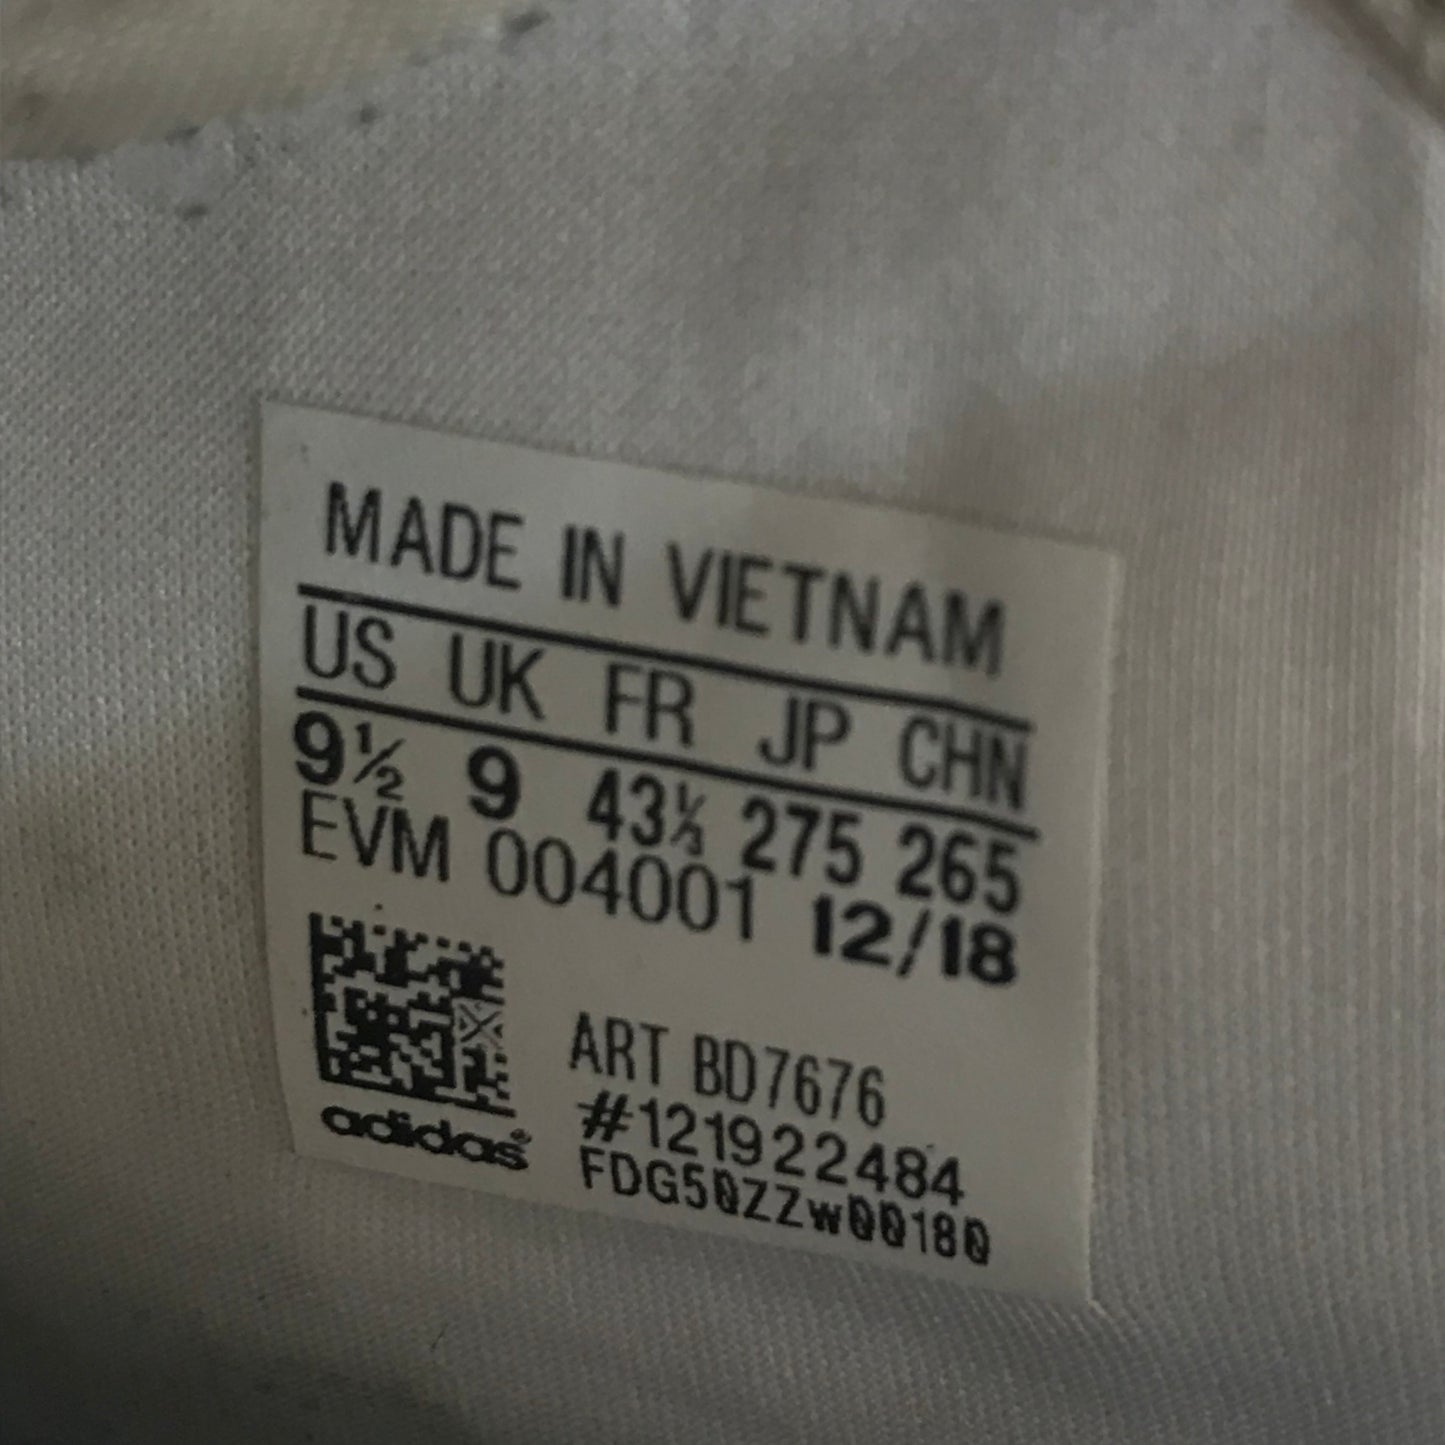 MADE IN VIETNAM
US UK FR JP CHN
9½ 9 43⅓ 275 265
EVM 004001 12/18
ART BD7676
#121922484
FDG50ZZW00180
adidas